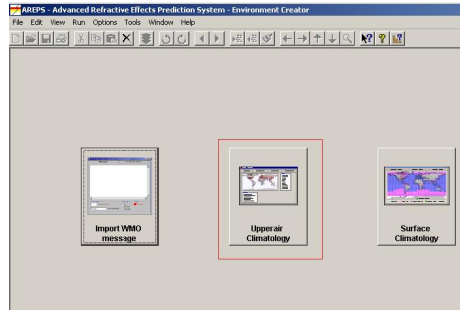 AREPS - Advanced Refractive Effects Prediction System - Environment Creator
File Edit View Run Options Tools Window Help
Import WMO
messsge
Upperair
Climatology
Surface
Climatology